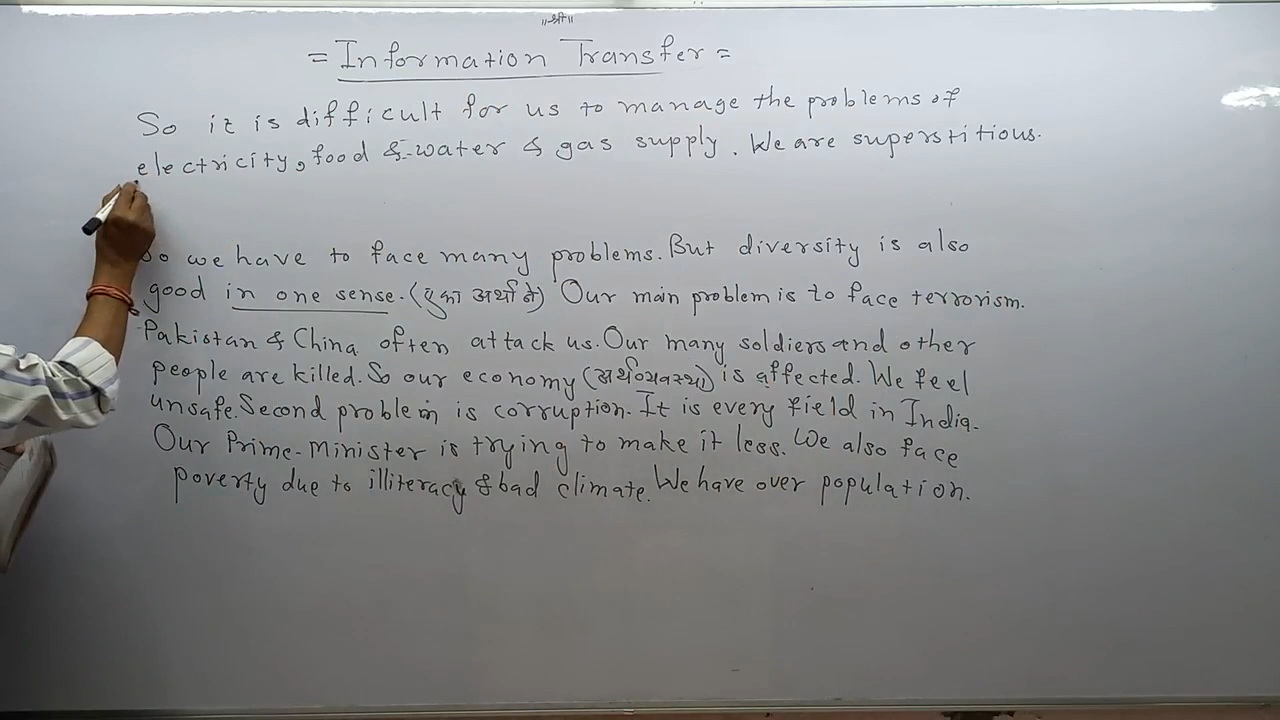 ॥श्री॥
= Information Transfer =
So it is difficult for us to manage the problems of
electricity, food & water & gas supply. We are superstitious.
So we have to face many problems. But diversity is also
good in one sense. (एका अर्थाने) Our main problem is to face terrorism.
Pakistan & China often attack us. Our many soldiers and other
people are killed. So our economy (अर्थव्यवस्था) is affected. We feel
unsafe. Second problem is corruption. It is every field in India.
Our Prime-Minister is trying to make it less. We also face
poverty due to illiteracy & bad climate. We have over population.